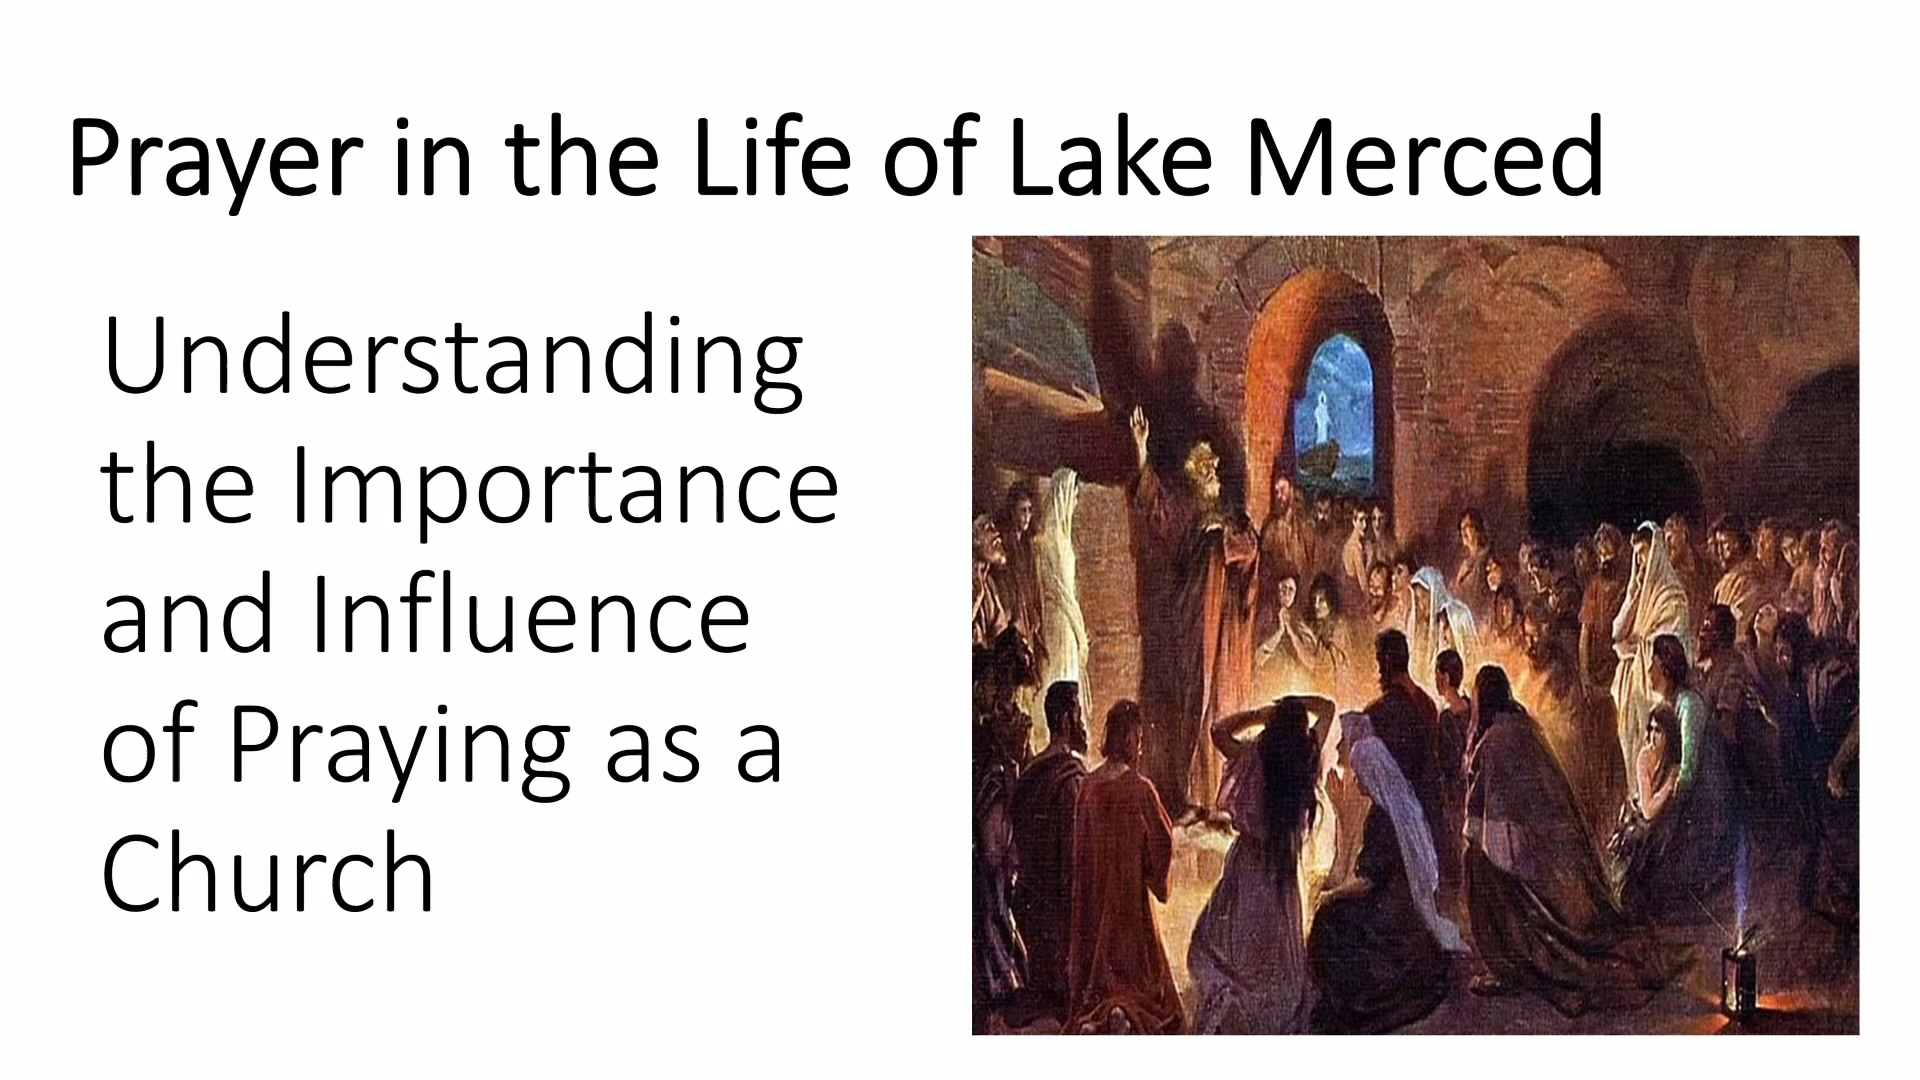 Prayer in the Life of Lake Merced
Understanding
the Importance
and Influence
of Praying as a
Church